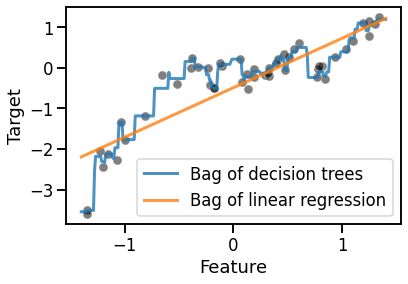 1
0
−1
−2
−3
Target
Bag of decision trees
Bag of linear regression
−1
0
1
Feature